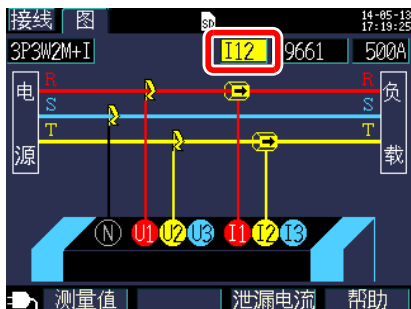 接线 图 SD 14-05-13
17:19:25
3P3W2M+I I12 9661 500A
电源 R 负载
S
T
N U1 U2 U3 I1 I2 I3
测量值 泄漏电流 帮助